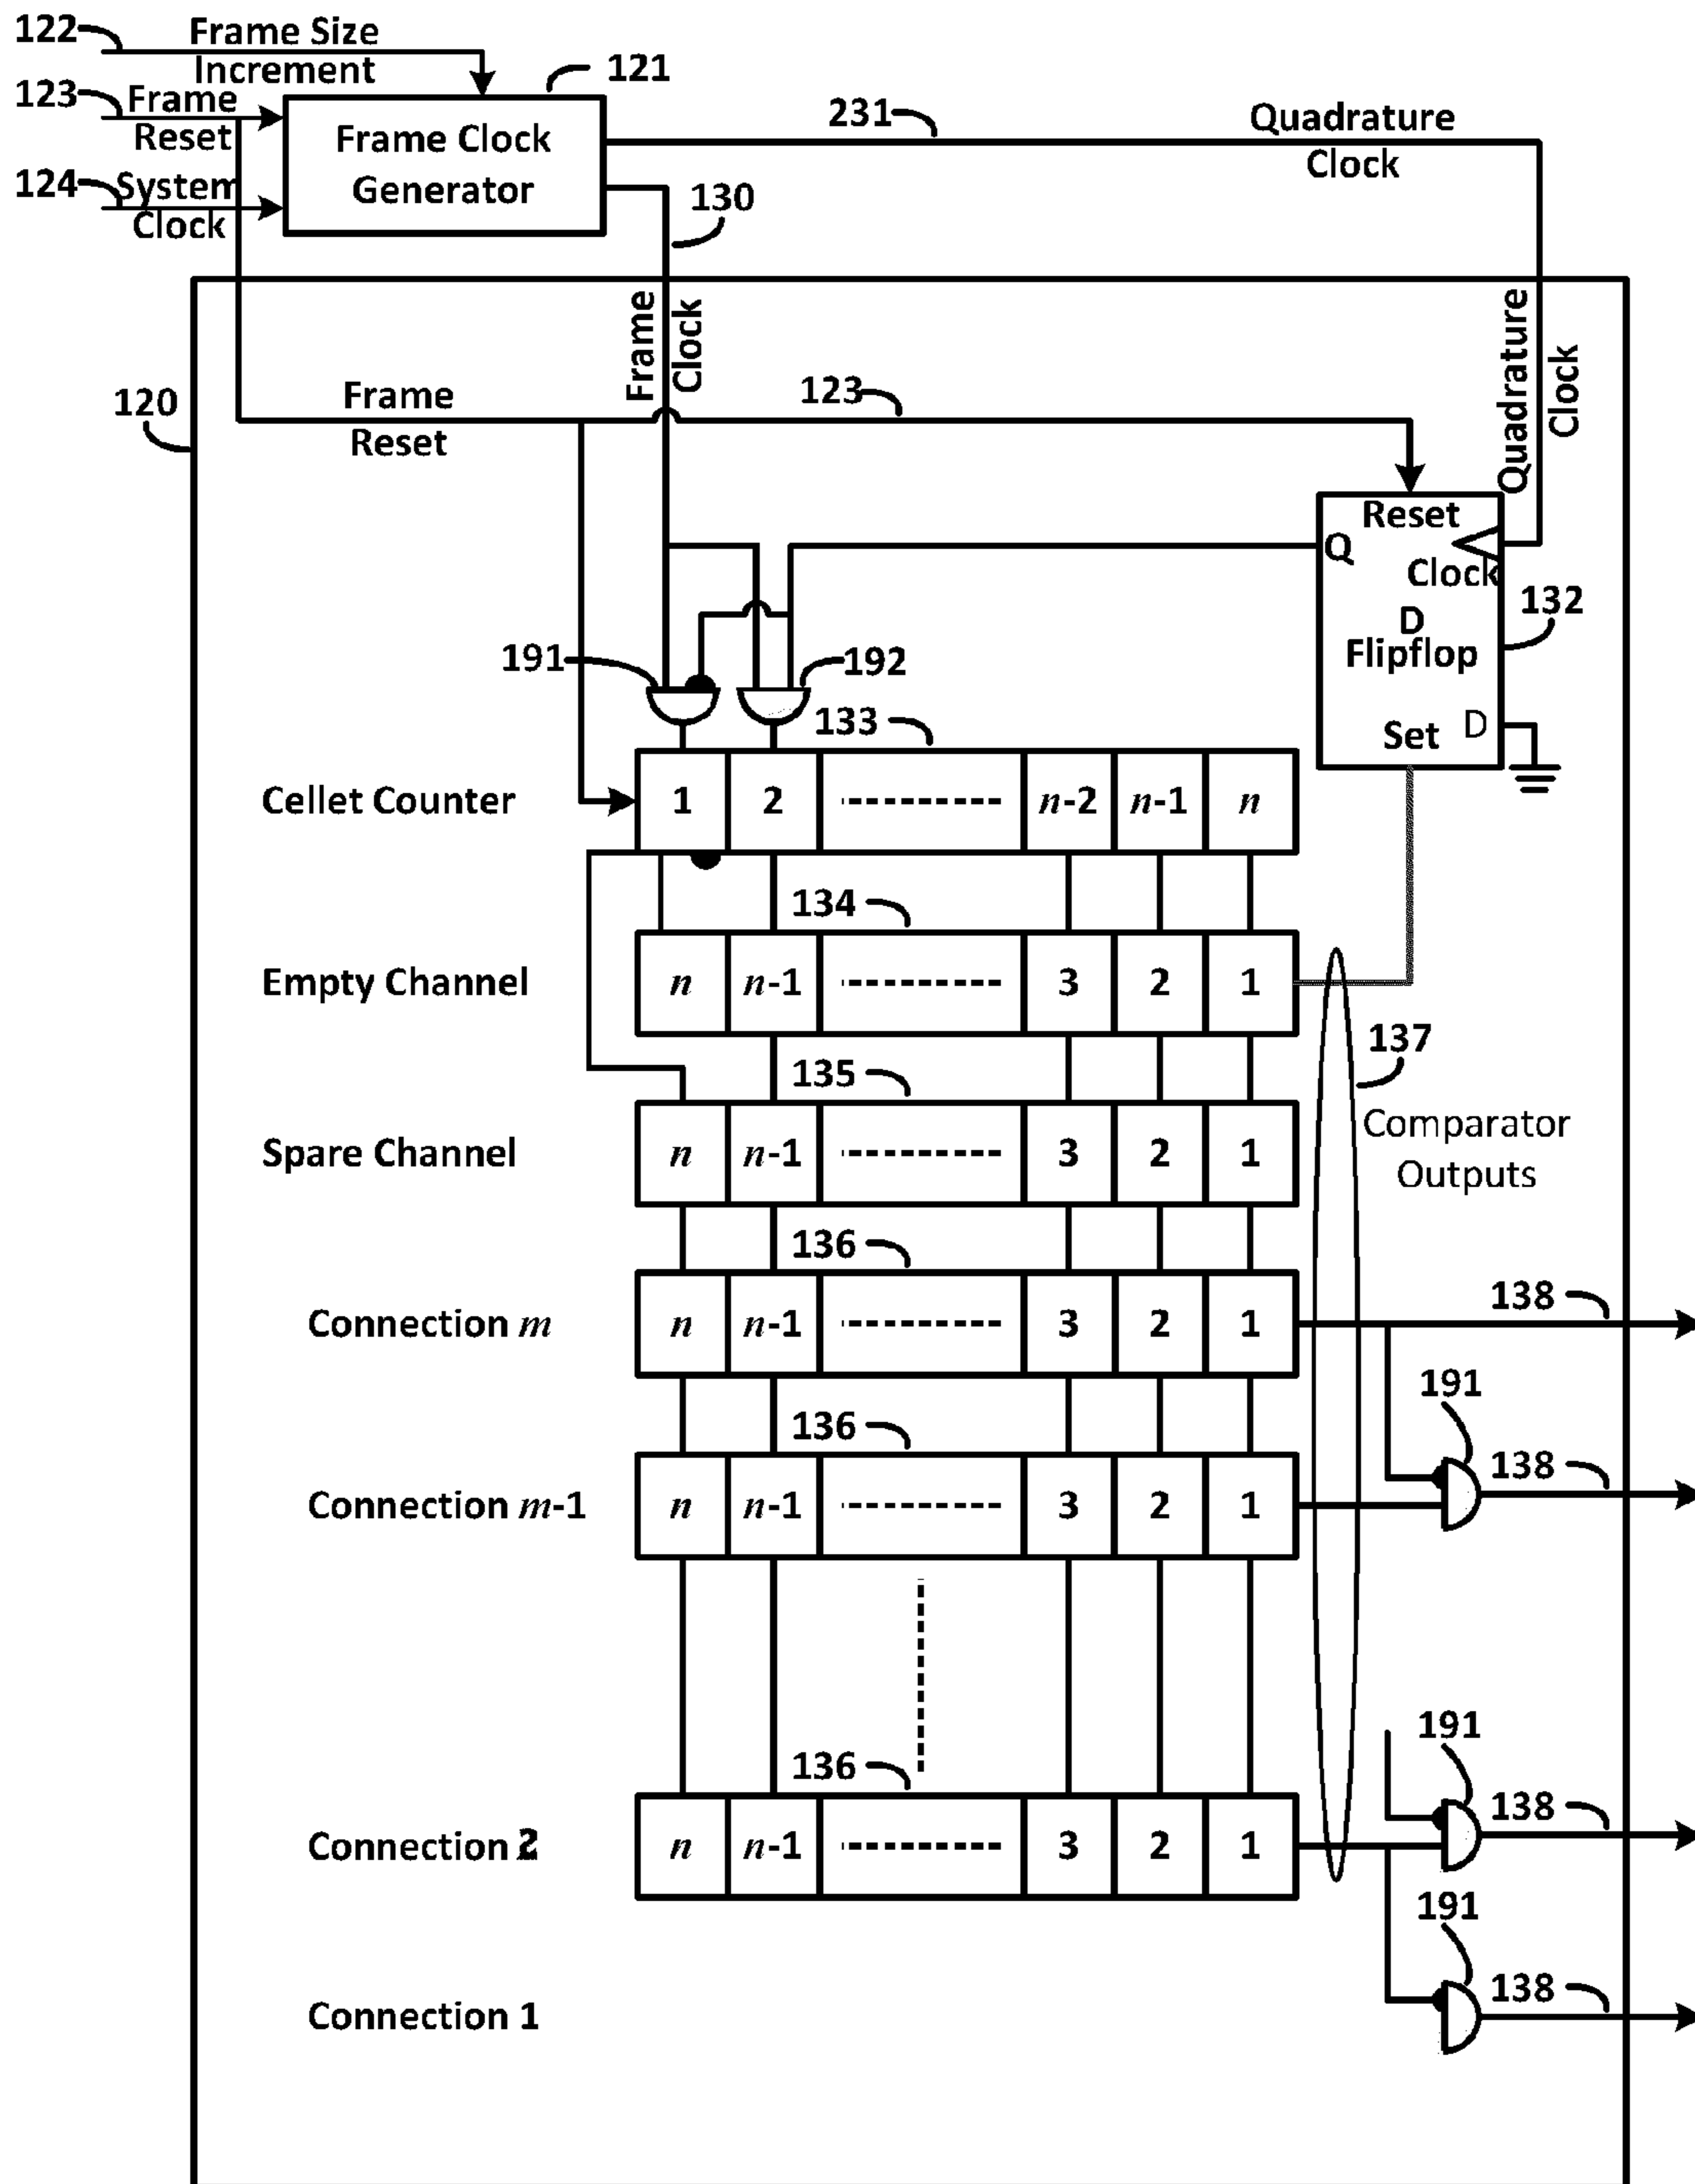 122
Frame Size
Increment
121
123
Frame
Reset
231
Quadrature
Clock
Frame Clock
Generator
124
System
Clock
130
Frame
Clock
Quadrature
Clock
120
Frame
Reset
123
Reset
Q
Clock
D
Flipflop
132
Set D
191
192
133
Cellet Counter
1 2 n-2 n-1 n
134
Empty Channel
n n-1 3 2 1
137
135
Comparator
Outputs
Spare Channel
n n-1 3 2 1
136
138
Connection m
n n-1 3 2 1
191
136
138
Connection m-1
n n-1 3 2 1
191
136
138
Connection 2
n n-1 3 2 1
191
138
Connection 1